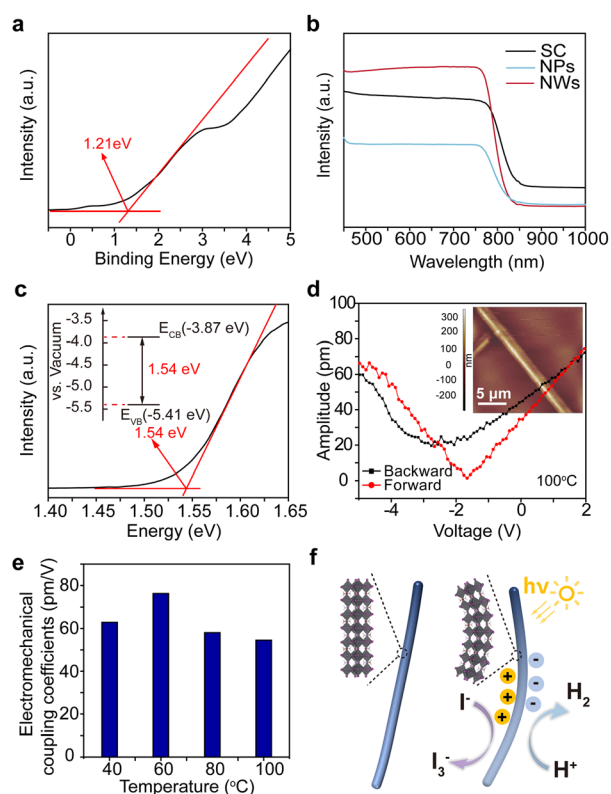 a
Intensity (a.u.)
1.21eV
0 1 2 3 4 5
Binding Energy (eV)
b
Intensity (a.u.)
SC
NPs
NWs
500 600 700 800 900 1000
Wavelength (nm)
c
Intensity (a.u.)
vs. Vacuum
-3.5
-4.0
-4.5
-5.0
-5.5
ECB(-3.87 eV)
1.54 eV
EVB(-5.41 eV)
1.54 eV
1.40 1.45 1.50 1.55 1.60 1.65
Energy (eV)
d
Amplitude (pm)
100
80
60
40
20
0
300
200
100
0
-100
-200
nm
5 μm
Backward
Forward
100°C
-4 -2 0 2
Voltage (V)
e
Electromechanical
coupling coefficients (pm/V)
80
60
40
20
0
40 60 80 100
Temperature (°C)
f
hν
+ -
+ -
+ -
I-
I3-
H2
H+